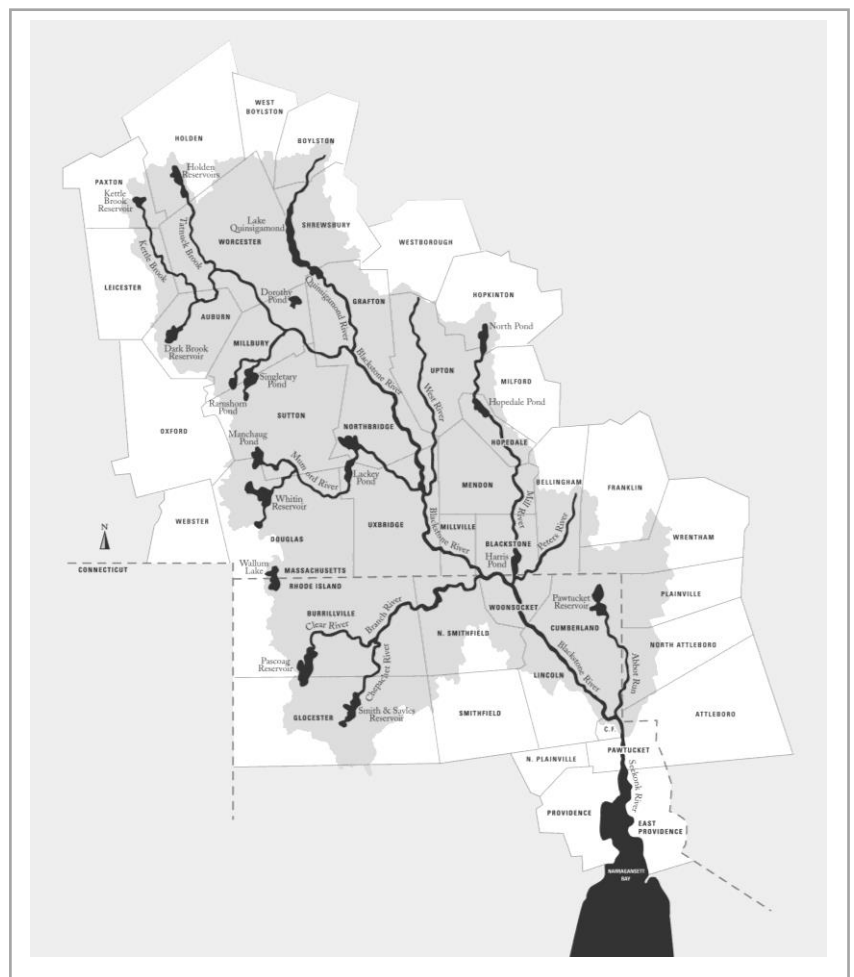 WEST
BOYLSTON
HOLDEN
BOYLSTON
Holden
Reservoirs
PAXTON
Kettle
Brook
Reservoir
Tatnuck Brook
Lake
Quinsigamond
SHREWSBURY
WORCESTER
WESTBOROUGH
Kettle Brook
LEICESTER
Dorothy
Pond
Quinsigamond River
GRAFTON
HOPKINTON
AUBURN
North Pond
Dark Brook
Reservoir
MILLBURY
Blackstone River
UPTON
West River
MILFORD
Singletary
Pond
Ramshorn
Pond
Hopedale Pond
SUTTON
OXFORD
NORTHBRIDGE
Manchaug
Pond
HOPEDALE
Mumford River
Lackey
Pond
BELLINGHAM
MENDON
FRANKLIN
Whitin
Reservoir
Mill River
WEBSTER
N
UXBRIDGE
Blackstone River
MILLVILLE
Peters River
WRENTHAM
DOUGLAS
BLACKSTONE
Harris
Pond
Wallum
Lake
CONNECTICUT
MASSACHUSETTS
RHODE ISLAND
PLAINVILLE
Pawtucket
Reservoir
WOONSOCKET
BURRILLVILLE
Clear River
Branch River
CUMBERLAND
N. SMITHFIELD
NORTH ATTLEBORO
Chepachet River
Blackstone River
Abbot Run
Pascoag
Reservoir
LINCOLN
Smith & Sayles
Reservoir
GLOCESTER
SMITHFIELD
ATTLEBORO
C.F.
PAWTUCKET
N. PLAINVILLE
Seekonk River
PROVIDENCE
EAST
PROVIDENCE
NARRAGANSETT
BAY